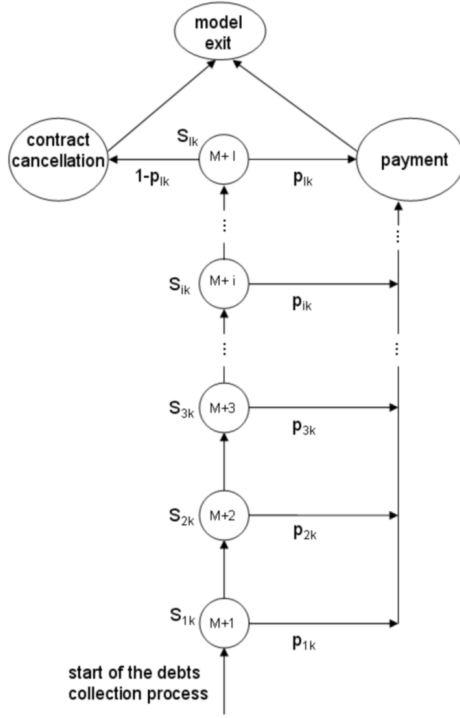 model
exit
contract
cancellation
S_lk
M+ l
payment
1-p_lk
p_lk
...
...
S_ik
M+ i
p_ik
...
...
S_3k
M+3
p_3k
S_2k
M+2
p_2k
S_1k
M+1
p_1k
start of the debts
collection process